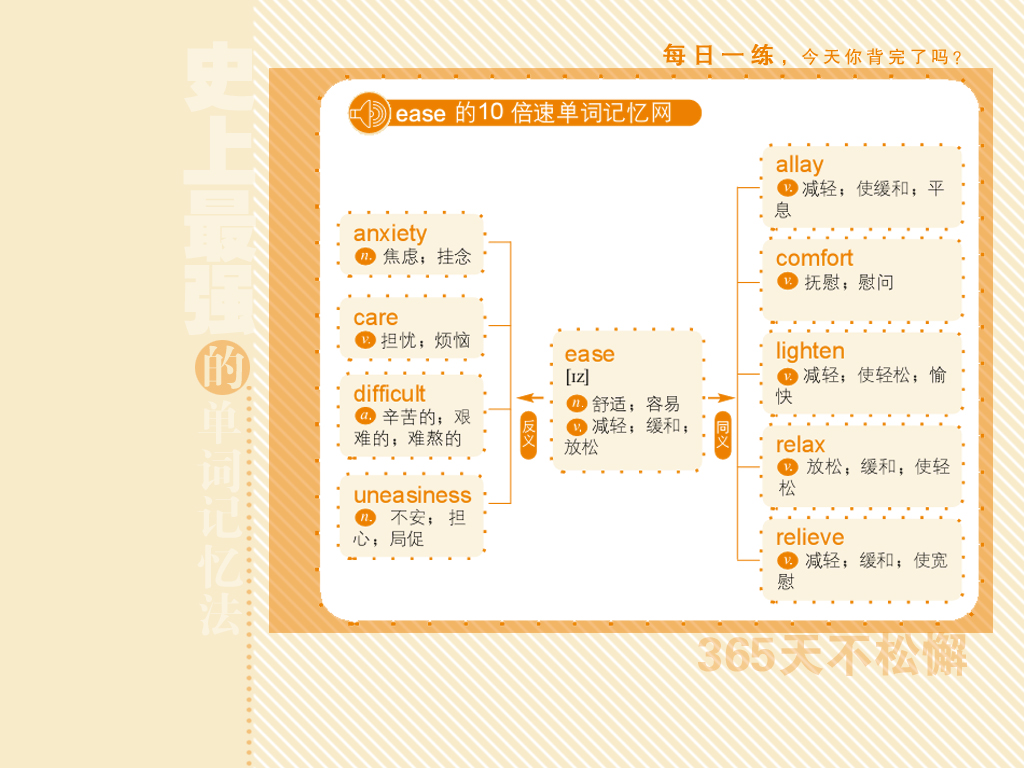 每日一练，今天你背完了吗?
史上最强的单词记忆法
ease 的10 倍速单词记忆网
anxiety
n. 焦虑；挂念
care
v. 担忧；烦恼
difficult
a. 辛苦的；艰
难的；难熬的
uneasiness
n. 不安； 担
心；局促
反义
ease
[ɪz]
n. 舒适；容易
v. 减轻；缓和；
放松
同义
allay
v. 减轻；使缓和；平
息
comfort
v. 抚慰；慰问
lighten
v. 减轻；使轻松；愉
快
relax
v. 放松；缓和；使轻
松
relieve
v. 减轻；缓和；使宽
慰
365天不松懈